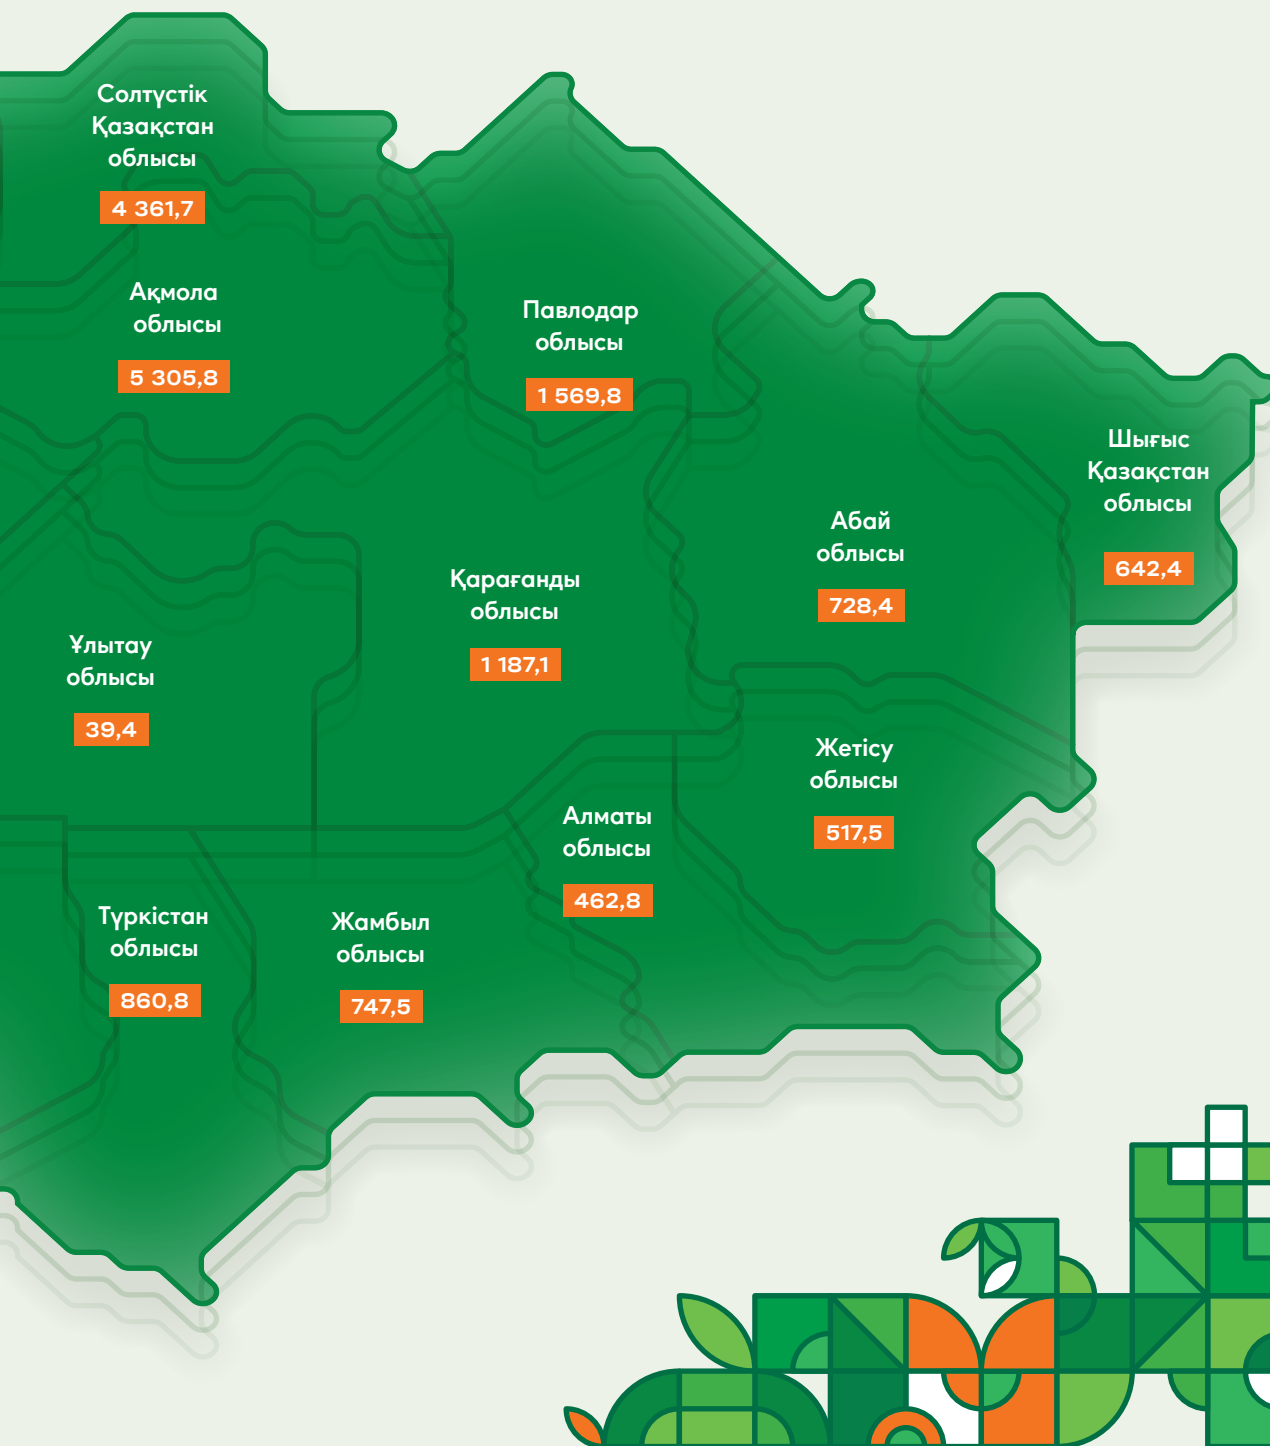 Солтүстік
Қазақстан
облысы
4 361,7
Ақмола
облысы
5 305,8
Павлодар
облысы
1 569,8
Шығыс
Қазақстан
облысы
642,4
Абай
облысы
728,4
Қарағанды
облысы
1 187,1
Ұлытау
облысы
39,4
Жетісу
облысы
517,5
Алматы
облысы
462,8
Түркістан
облысы
860,8
Жамбыл
облысы
747,5